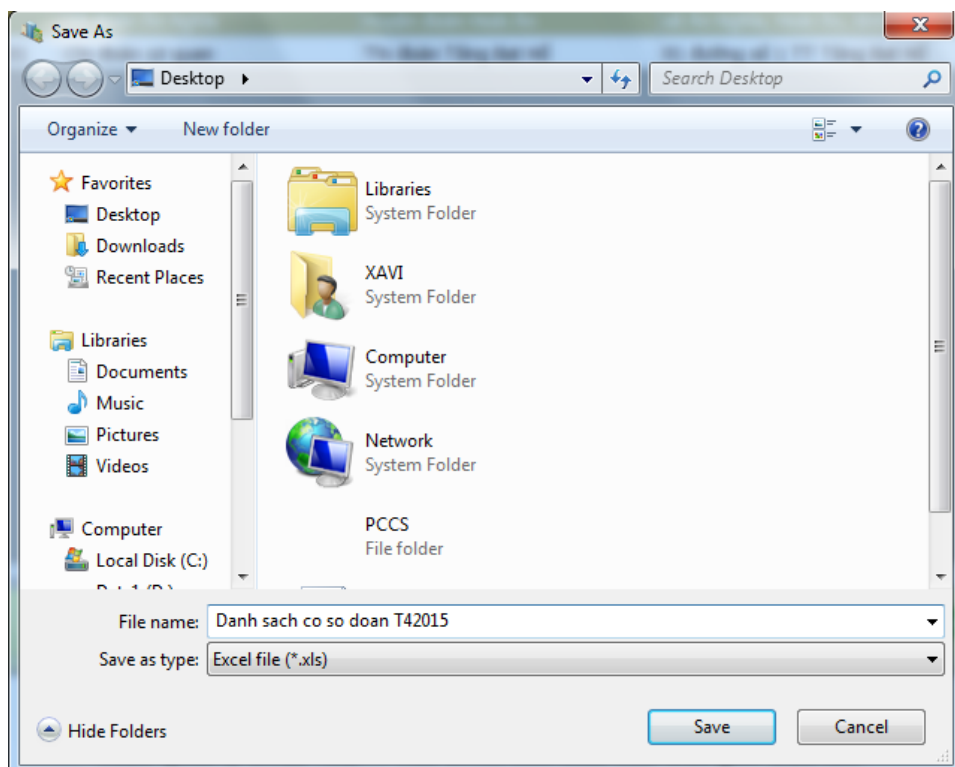 Save As
Desktop
Search Desktop
Organize
New folder
Favorites
Desktop
Downloads
Recent Places
Libraries
Documents
Music
Pictures
Videos
Computer
Local Disk (C:)
Libraries
System Folder
XAVI
System Folder
Computer
System Folder
Network
System Folder
PCCS
File folder
File name: Danh sach co so doan T42015
Save as type: Excel file (*.xls)
Hide Folders
Save
Cancel